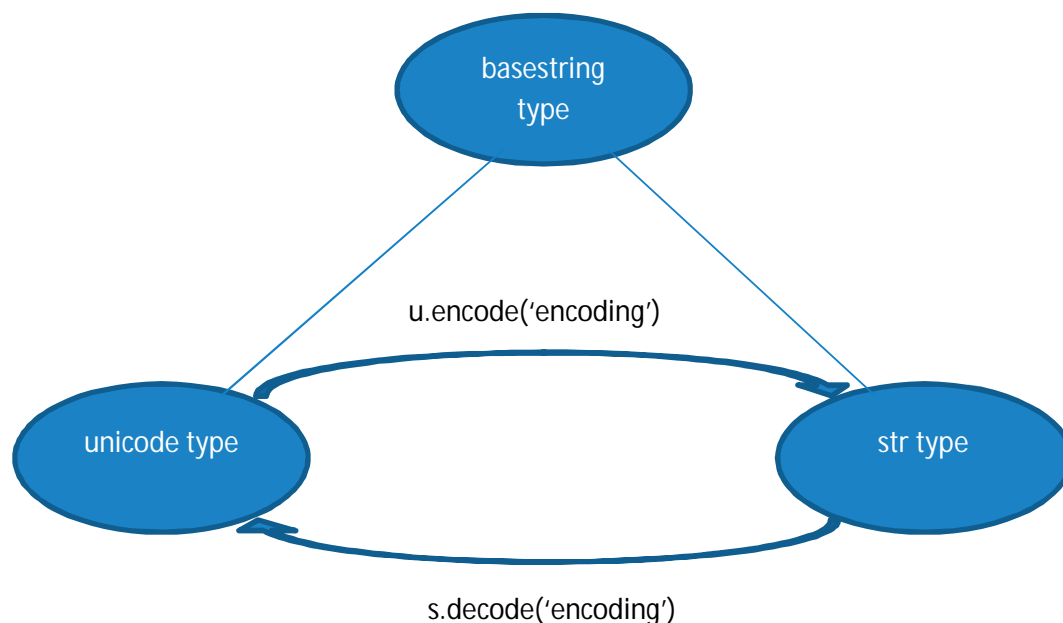 basestring
type
u.encode(‘encoding’)
unicode type
str type
s.decode(‘encoding’)